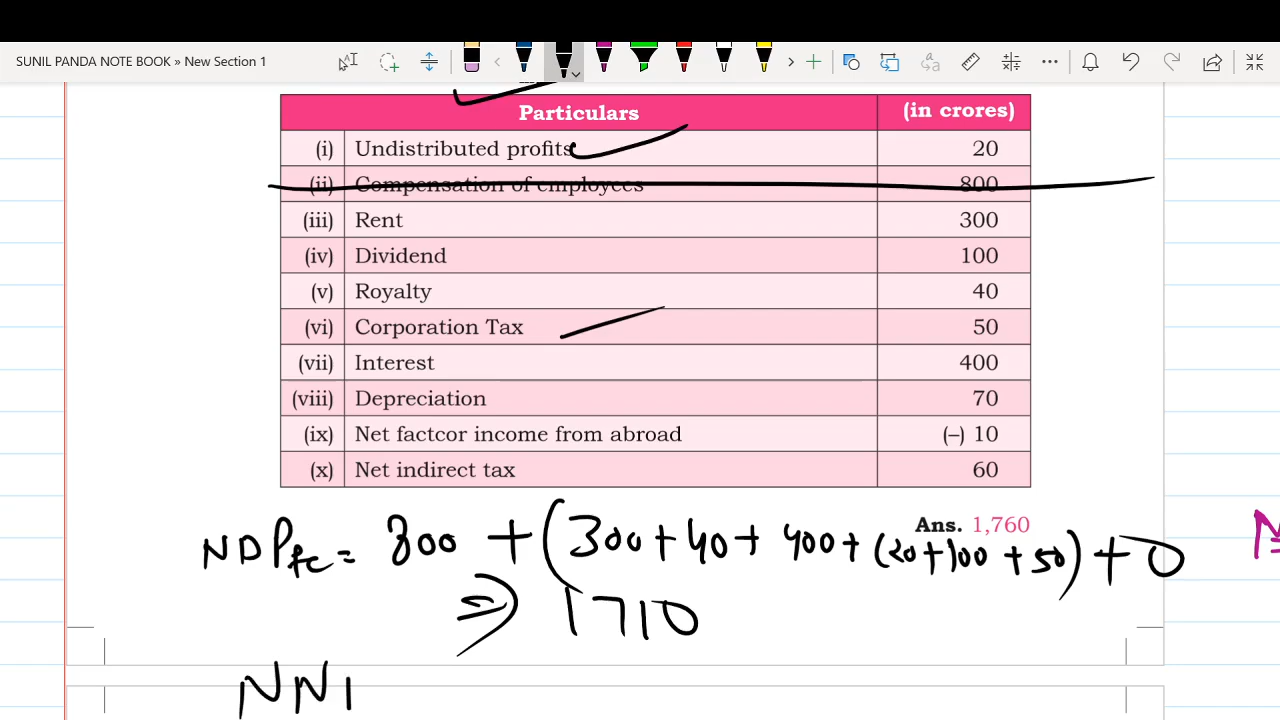 SUNIL PANDA NOTE BOOK » New Section 1
Particulars (in crores)
(i) Undistributed profits 20
(ii) Compensation of employees 800
(iii) Rent 300
(iv) Dividend 100
(v) Royalty 40
(vi) Corporation Tax 50
(vii) Interest 400
(viii) Depreciation 70
(ix) Net factcor income from abroad (–) 10
(x) Net indirect tax 60
Ans. 1,760
NDPfc = 800 + (300 + 40 + 400 + (20 + 100 + 50) + 0
⇒ 1710
NNI